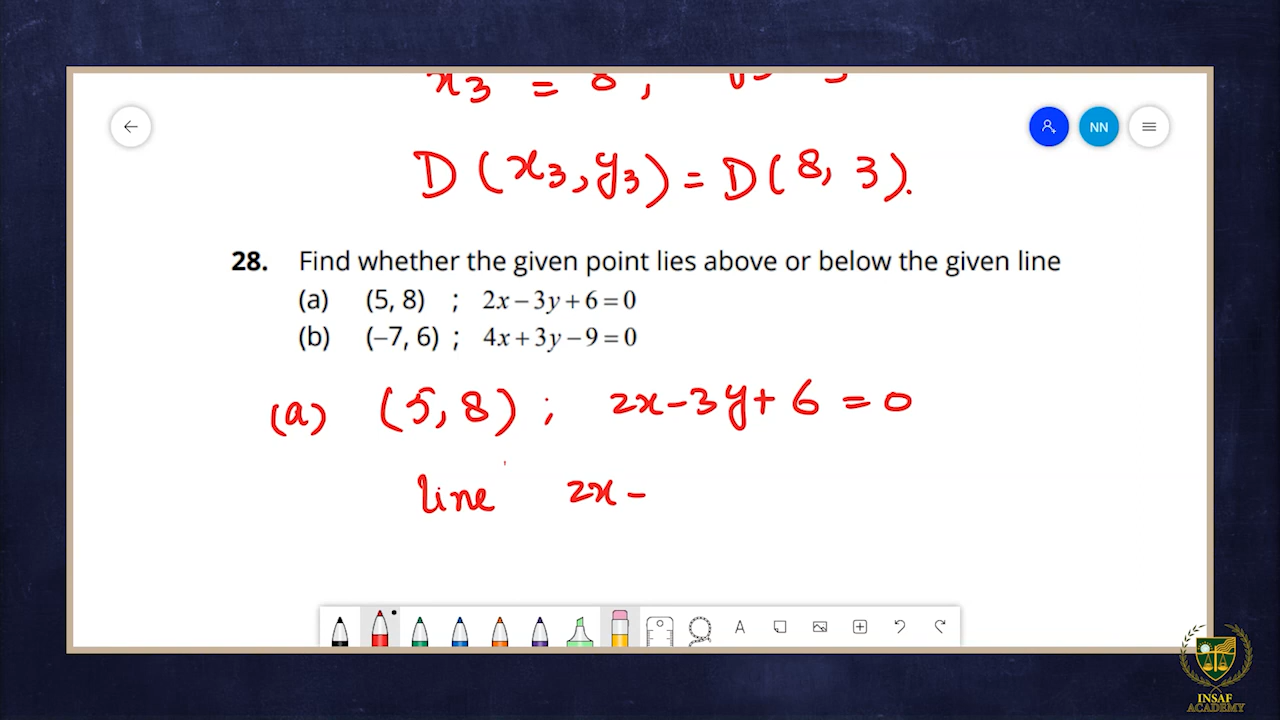 x3 = 8,
NN
D (x3, y3) = D(8, 3).
28. Find whether the given point lies above or below the given line
(a) (5, 8) ; 2x – 3y + 6 = 0
(b) (–7, 6) ; 4x + 3y – 9 = 0
(a) (5, 8) ; 2x – 3y + 6 = 0
line 2x –
A
INSAF
ACADEMY